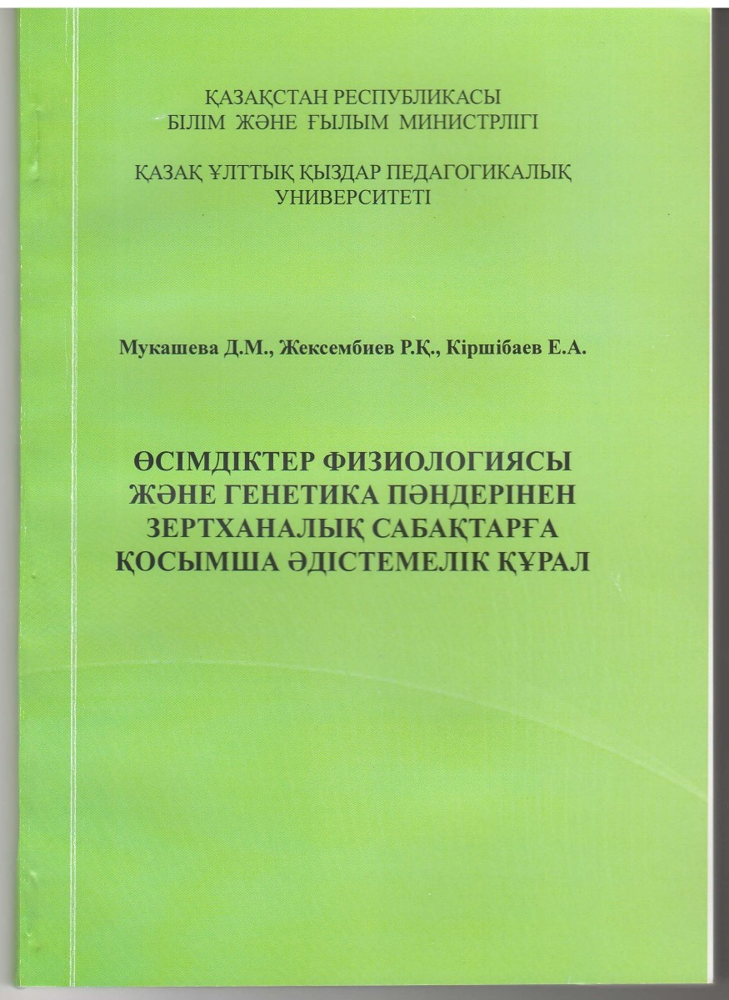 ҚАЗАҚСТАН РЕСПУБЛИКАСЫ
БІЛІМ ЖӘНЕ ҒЫЛЫМ МИНИСТРЛІГІ
ҚАЗАҚ ҰЛТТЫҚ ҚЫЗДАР ПЕДАГОГИКАЛЫҚ
УНИВЕРСИТЕТІ
Мукашева Д.М., Жексембиев Р.Қ., Кіршібаев Е.А.
ӨСІМДІКТЕР ФИЗИОЛОГИЯСЫ
ЖӘНЕ ГЕНЕТИКА ПӘНДЕРІНЕН
ЗЕРТХАНАЛЫҚ САБАҚТАРҒА
ҚОСЫМША ӘДІСТЕМЕЛІК ҚҰРАЛ